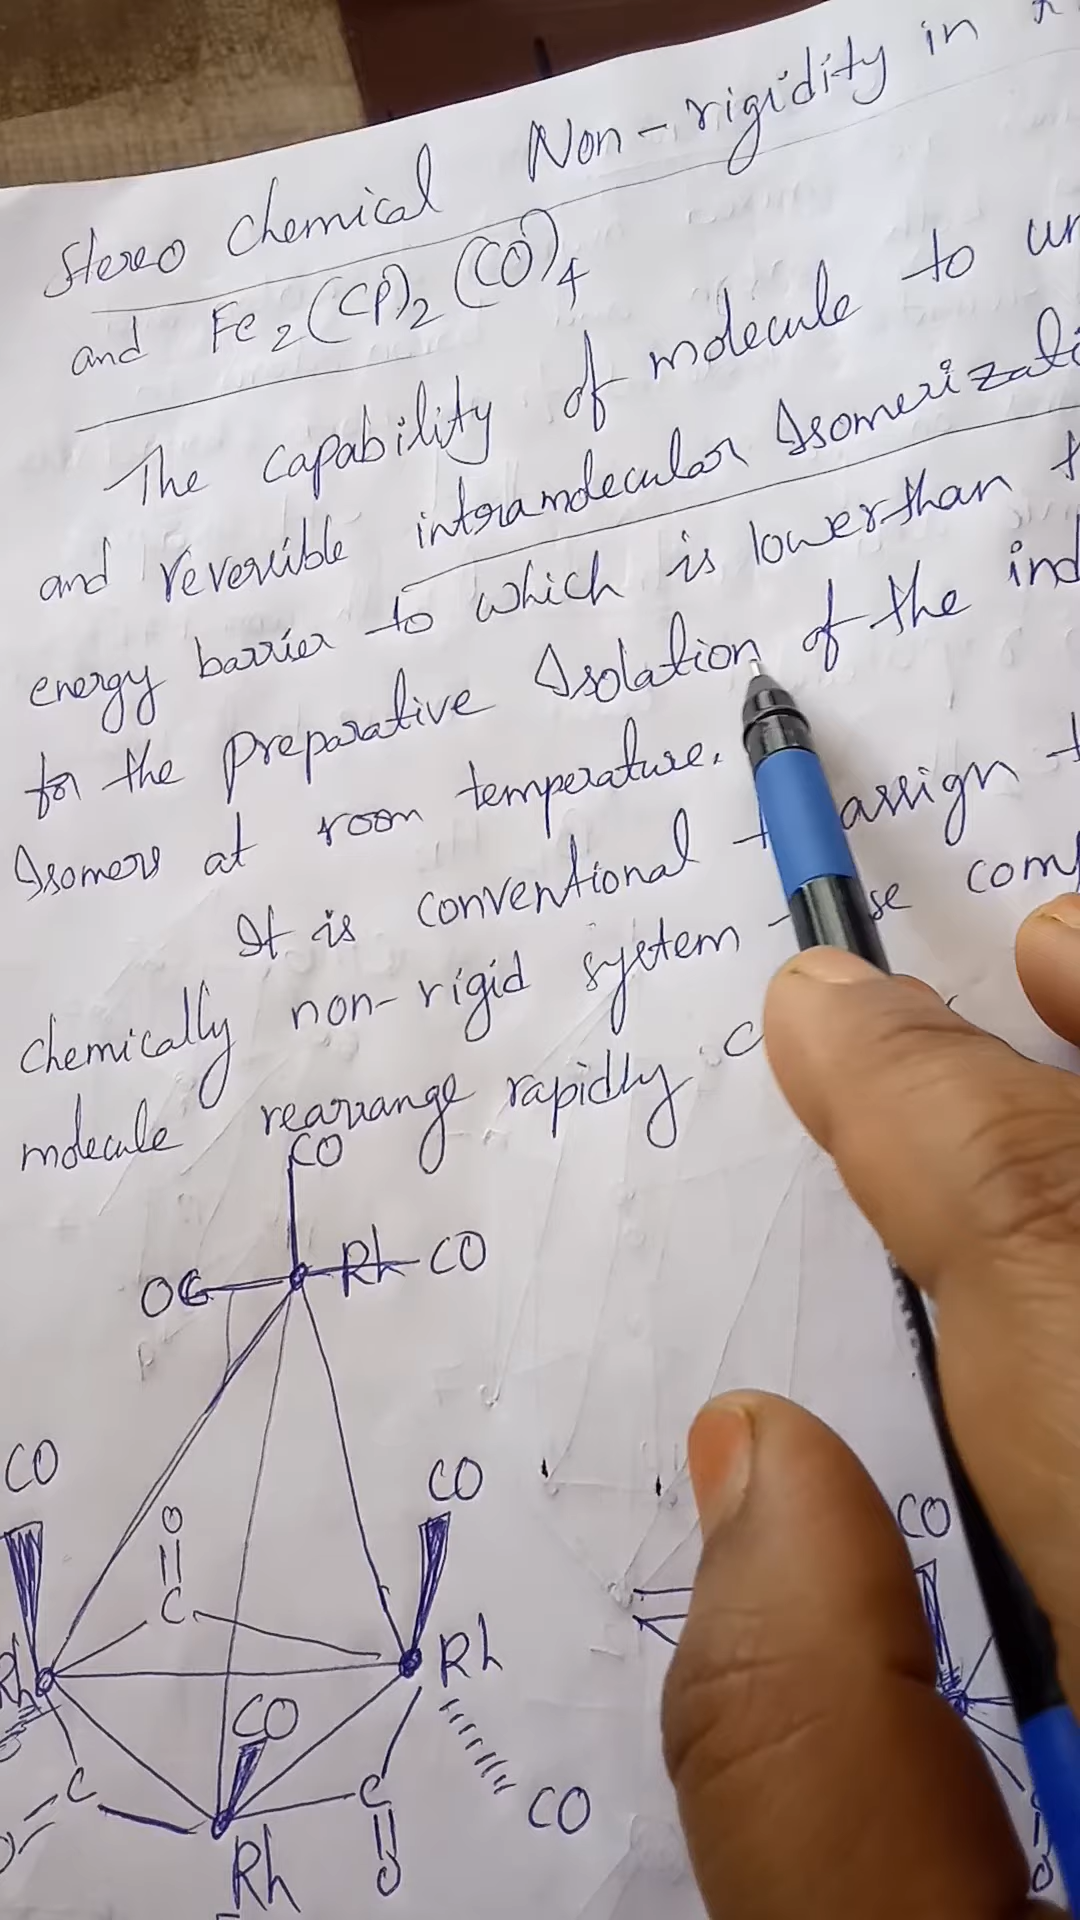 Stereo chemical Non-rigidity in
and Fe2(CP)2(CO)4
The capability of molecule to un
and reversible intramolecular Isomerizati
energy barrier to which is lower than
for the preparative Isolation of the ind
Isomers at room temperature.
It is conventional assign
chemically non-rigid system com
molecule rearrange rapidly
CO
OC Rh CO
CO
CO
O
C
CO
Rh
Rh
CO
C
C
CO
O
Rh
O